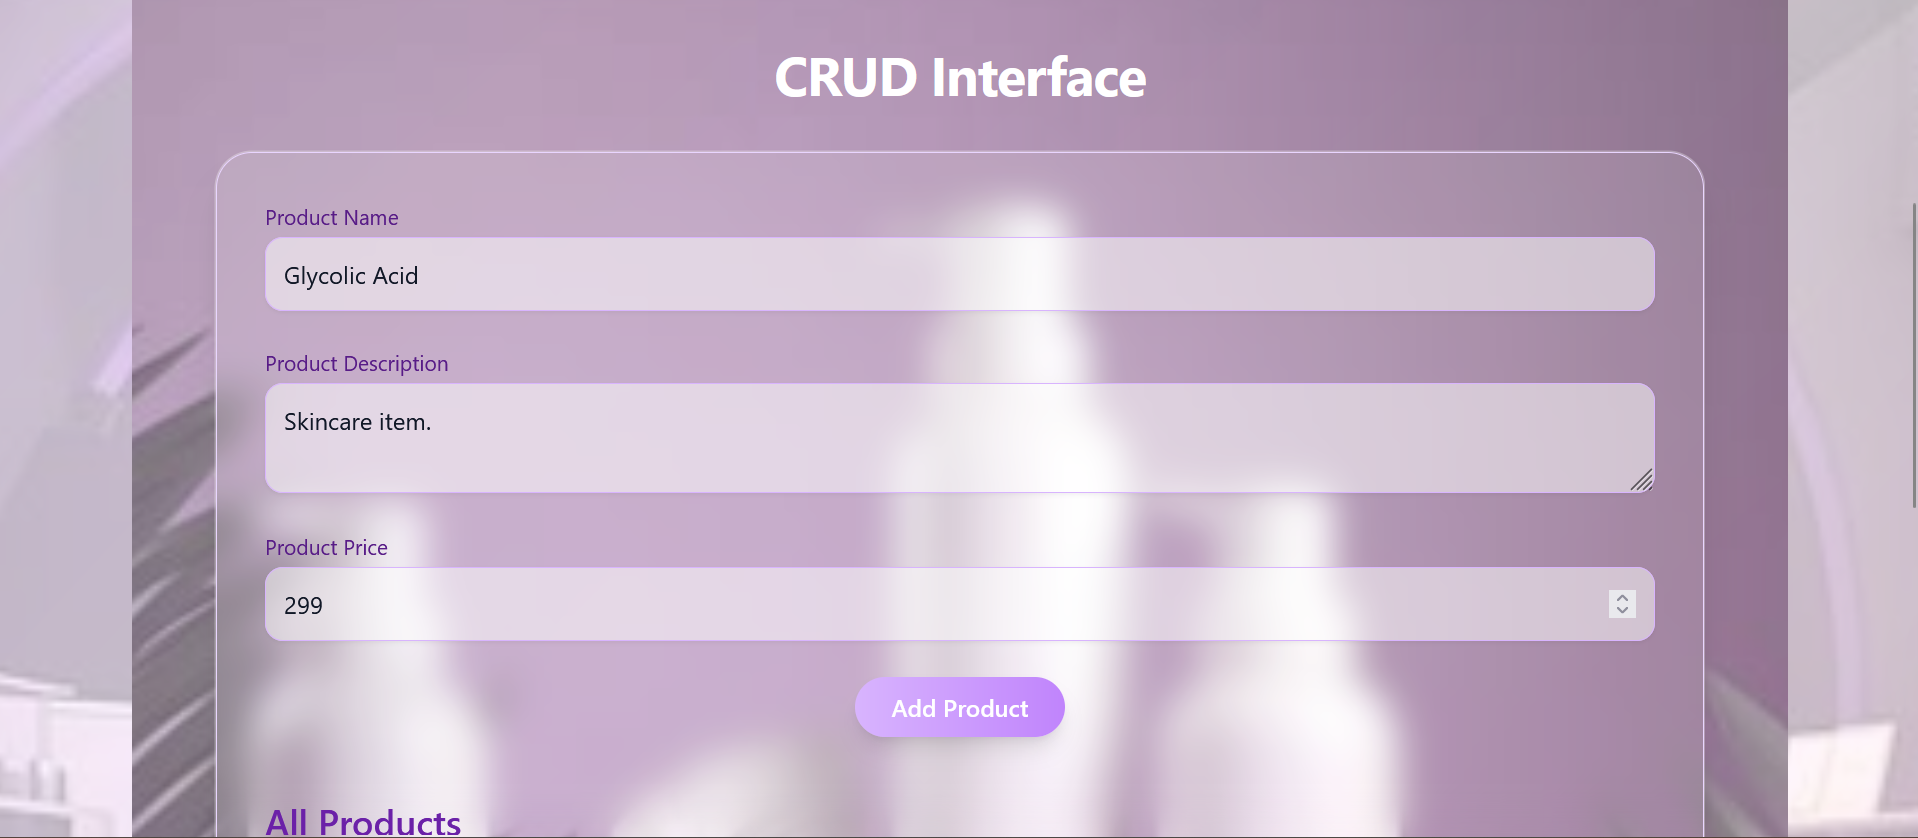 CRUD Interface
Product Name
Glycolic Acid
Product Description
Skincare item.
Product Price
299
Add Product
All Products